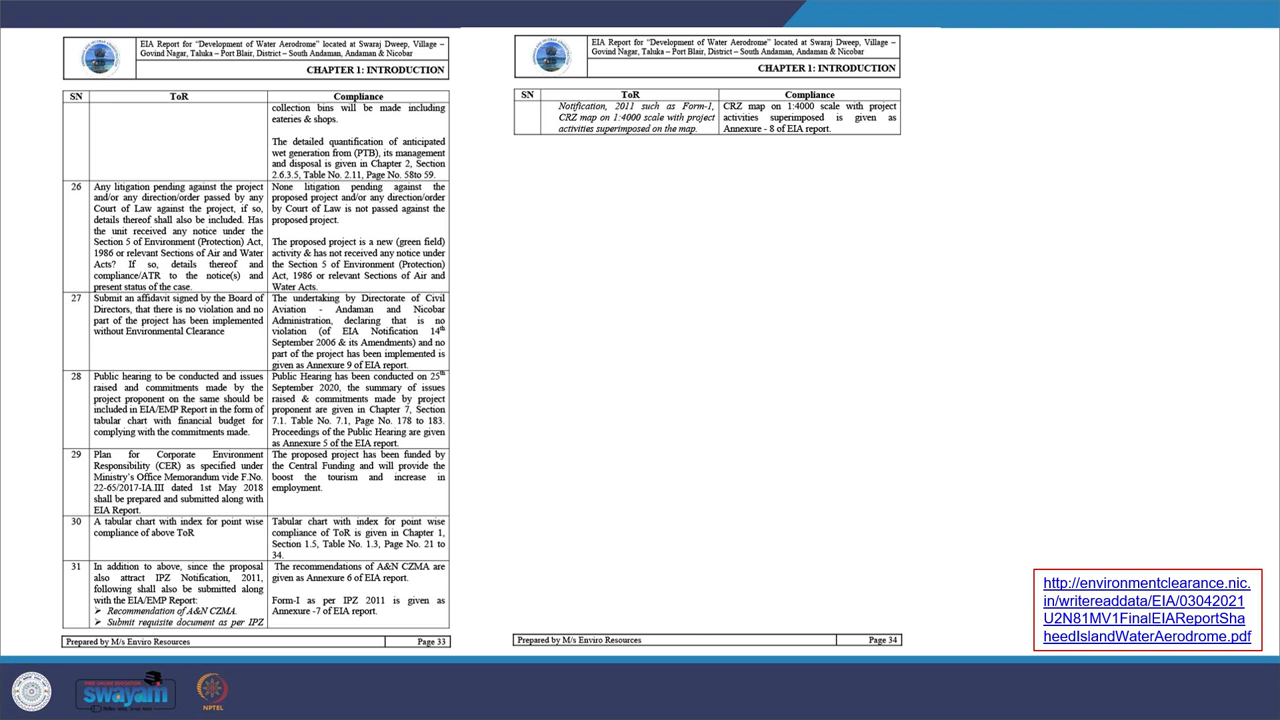 EIA Report for “Development of Water Aerodrome” located at Swaraj Dweep, Village –
Govind Nagar, Taluka – Port Blair, District – South Andaman, Andaman & Nicobar
CHAPTER 1: INTRODUCTION
SN
ToR
Compliance
collection bins will be made including
eateries & shops.
The detailed quantification of anticipated
wet generation from (PTB), its management
and disposal is given in Chapter 2, Section
2.6.3.5, Table No. 2.11, Page No. 58to 59.
26
Any litigation pending against the project
and/or any direction/order passed by any
Court of Law against the project, if so,
details thereof shall also be included. Has
the unit received any notice under the
Section 5 of Environment (Protection) Act,
1986 or relevant Sections of Air and Water
Acts? If so, details thereof and
compliance/ATR to the notice(s) and
present status of the case.
None litigation pending against the
proposed project and/or any direction/order
by Court of Law is not passed against the
proposed project.
The proposed project is a new (green field)
activity & has not received any notice under
the Section 5 of Environment (Protection)
Act, 1986 or relevant Sections of Air and
Water Acts.
27
Submit an affidavit signed by the Board of
Directors, that there is no violation and no
part of the project has been implemented
without Environmental Clearance
The undertaking by Directorate of Civil
Aviation - Andaman and Nicobar
Administration, declaring that is no
violation (of EIA Notification 14th
September 2006 & its Amendments) and no
part of the project has been implemented is
given as Annexure 9 of EIA report.
28
Public hearing to be conducted and issues
raised and commitments made by the
project proponent on the same should be
included in EIA/EMP Report in the form of
tabular chart with financial budget for
complying with the commitments made.
Public Hearing has been conducted on 25th
September 2020, the summary of issues
raised & commitments made by project
proponent are given in Chapter 7, Section
7.1. Table No. 7.1, Page No. 178 to 183.
Proceedings of the Public Hearing are given
as Annexure 5 of the EIA report.
29
Plan for Corporate Environment
Responsibility (CER) as specified under
Ministry's Office Memorandum vide F.No.
22-65/2017-IA.III dated 1st May 2018
shall be prepared and submitted along with
EIA Report.
The proposed project has been funded by
the Central Funding and will provide the
boost the tourism and increase in
employment.
30
A tabular chart with index for point wise
compliance of above ToR
Tabular chart with index for point wise
compliance of ToR is given in Chapter 1,
Section 1.5, Table No. 1.3, Page No. 21 to
34.
31
In addition to above, since the proposal
also attract IPZ Notification, 2011,
following shall also be submitted along
with the EIA/EMP Report:
➢ Recommendation of A&N CZMA.
➢ Submit requisite document as per IPZ
The recommendations of A&N CZMA are
given as Annexure 6 of EIA report.
Form-I as per IPZ 2011 is given as
Annexure -7 of EIA report.
Prepared by M/s Enviro Resources
Page 33
EIA Report for “Development of Water Aerodrome” located at Swaraj Dweep, Village –
Govind Nagar, Taluka – Port Blair, District – South Andaman, Andaman & Nicobar
CHAPTER 1: INTRODUCTION
SN
ToR
Compliance
Notification, 2011 such as Form-1,
CRZ map on 1:4000 scale with project
activities superimposed on the map.
CRZ map on 1:4000 scale with project
activities superimposed is given as
Annexure - 8 of EIA report.
Prepared by M/s Enviro Resources
Page 34
http://environmentclearance.nic.
in/writereaddata/EIA/03042021
U2N81MV1FinalEIAReportSha
heedIslandWaterAerodrome.pdf
swayam
NPTEL